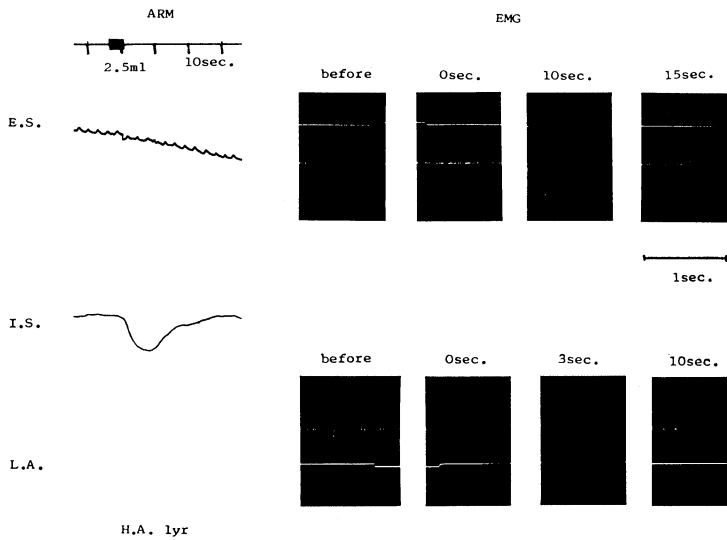 ARM
EMG
2.5ml
10sec.
before
0sec.
10sec.
15sec.
E.S.
1sec.
I.S.
before
0sec.
3sec.
10sec.
L.A.
H.A. 1yr